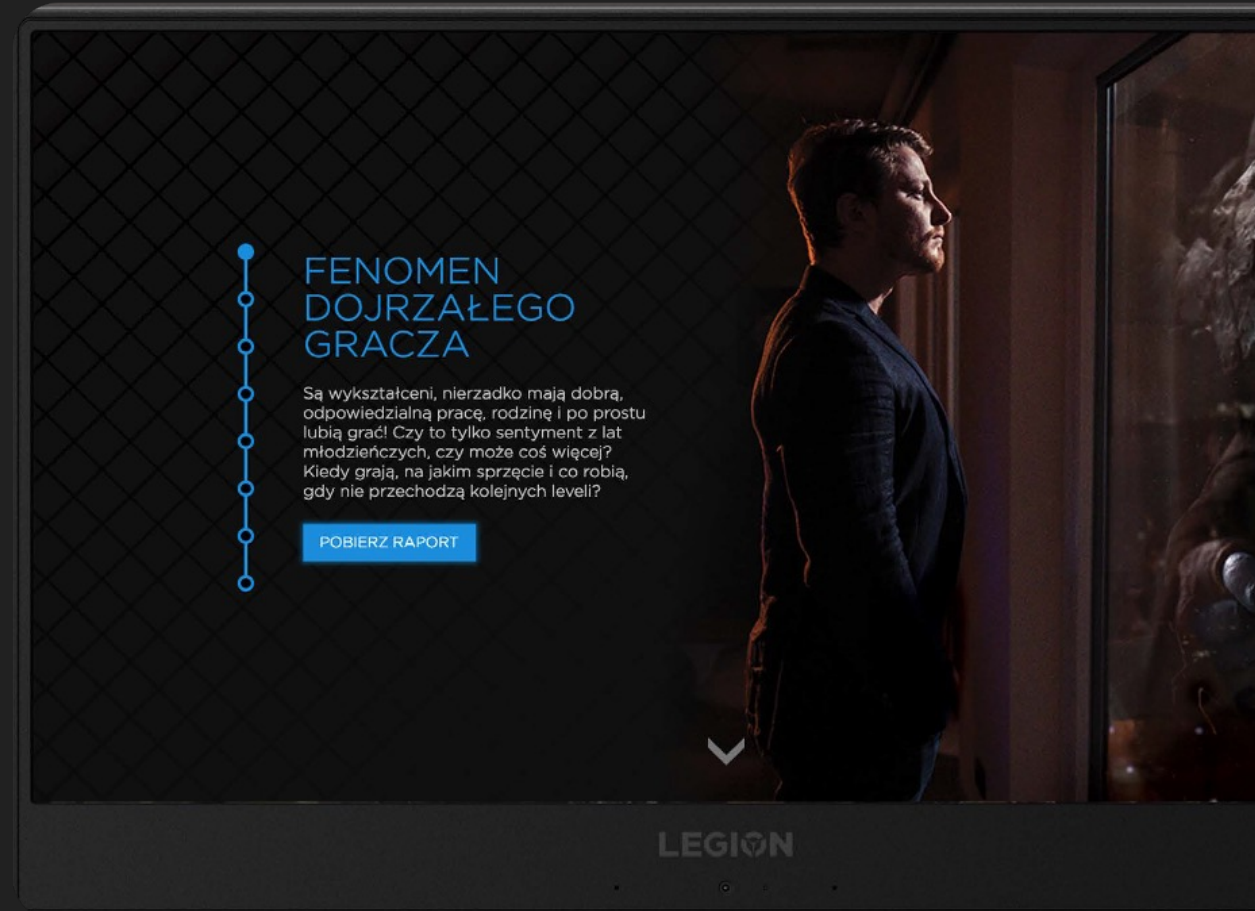 FENOMEN
DOJRZAŁEGO
GRACZA
Są wykształceni, nierzadko mają dobrą,
odpowiedzialną pracę, rodzinę i po prostu
lubią grać! Czy to tylko sentyment z lat
młodzieńczych, czy może coś więcej?
Kiedy grają, na jakim sprzęcie i co robią,
gdy nie przechodzą kolejnych leveli?
POBIERZ RAPORT
LEGION